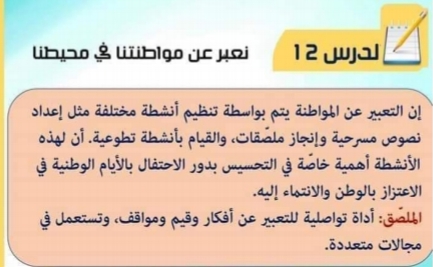 لدرس 12 نعبر عن مواطنتنا في محيطنا
إن التعبير عن المواطنة يتم بواسطة تنظيم أنشطة مختلفة مثل إعداد
نصوص مسرحية وإنجاز ملصّقات، والقيام بأنشطة تطوعية. أن لهذه
الأنشطة أهمية خاصّة في التحسيس بدور الاحتفال بالأيام الوطنية في
الاعتزاز بالوطن والانتماء إليه.
الملصّق: أداة تواصلية للتعبير عن أفكار وقيم ومواقف، وتستعمل في
مجالات متعددة.